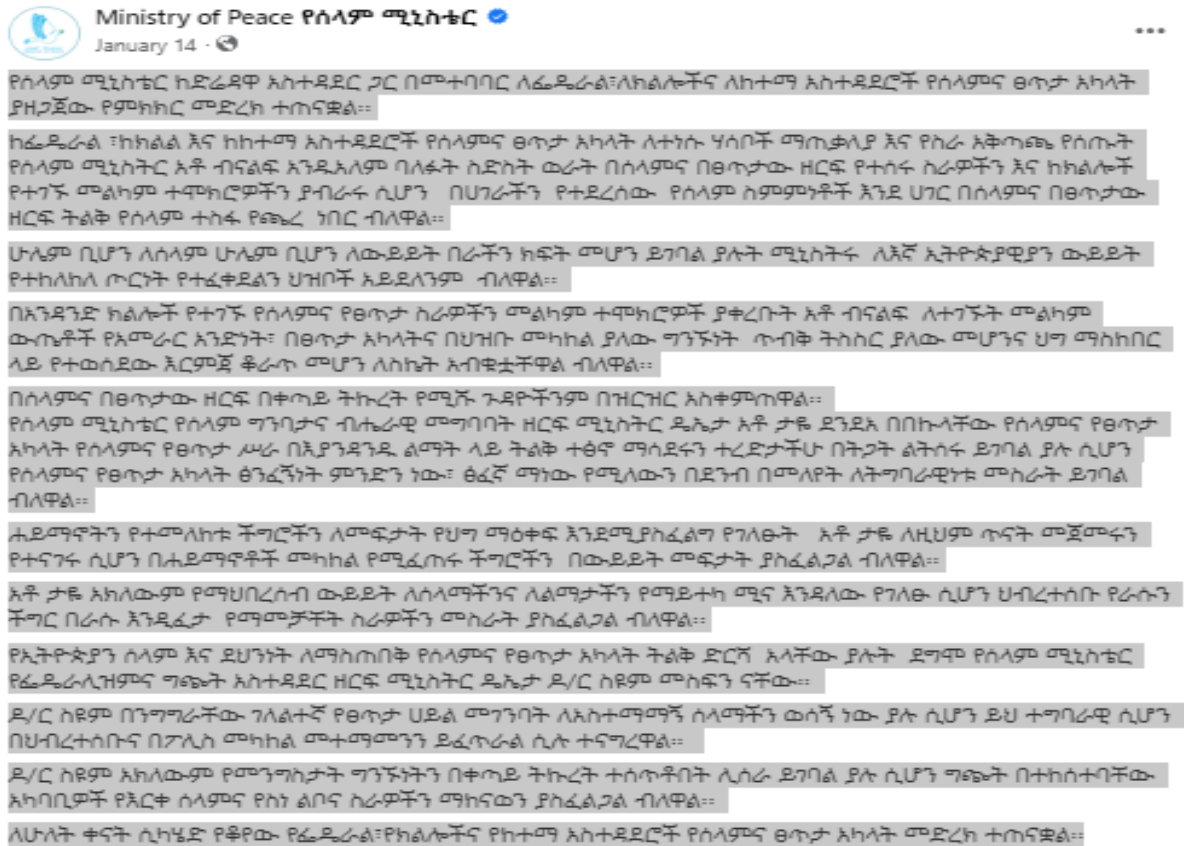 Ministry of Peace የሰላም ሚኒስቴር
January 14
የሰላም ሚኒስቴር ከድሬዳዋ አስተዳደር ጋር በመተባባር ለፌዴራል፣ለክልሎችና ለከተማ አስተዳደሮች የሰላምና ፀጥታ አካላት
ያዘጋጀው የምክክር መድረክ ተጠናቋል።
ከፌዴራል ፣ከክልል እና ከከተማ አስተዳደሮች የሰላምና ፀጥታ አካላት ለተነሱ ሃሳቦች ማጠቃለያ እና የስራ አቅጣጫ የሰጡት
የሰላም ሚኒስትር አቶ ብናልፍ አንዱአለም ባለፉት ስድስት ወራት በሰላምና በፀጥታው ዘርፍ የተሰሩ ስራዎችን እና ከክልሎች
የተገኙ መልካም ተሞክሮዎችን ያብራሩ ሲሆን በሀገራችን የተደረሰው የሰላም ስምምነቶች እንደ ሀገር በሰላምና በፀጥታው
ዘርፍ ትልቅ የሰላም ተስፋ የጫረ ነበር ብለዋል።
ሁሌም ቢሆን ለሰላም ሁሌም ቢሆን ለውይይት በራችን ክፍት መሆን ይገባል ያሉት ሚኒስትሩ ለእኛ ኢትዮጵያዊያን ውይይት
የተከለከለ ጦርነት የተፈቀደልን ህዝቦች አይደለንም ብለዋል።
በአንዳንድ ክልሎች የተገኙ የሰላምና የፀጥታ ስራዎችን መልካም ተሞክሮዎች ያቀረቡት አቶ ብናልፍ ለተገኙት መልካም
ውጤቶች የአመራር አንድነት፣ በፀጥታ አካላትና በህዝቡ መካከል ያለው ግንኙነት ጥብቅ ትስስር ያለው መሆንና ህግ ማስከበር
ላይ የተወሰደው እርምጃ ቆራጥ መሆን ለስኬት አብቁቷቸዋል ብለዋል።
በሰላምና በፀጥታው ዘርፍ በቀጣይ ትኩረት የሚሹ ጉዳዮችንም በዝርዝር አስቀምጠዋል።
የሰላም ሚኒስቴር የሰላም ግንባታና ብሔራዊ መግባባት ዘርፍ ሚኒስትር ዴኤታ አቶ ታዬ ደንደአ በበኩላቸው የሰላምና የፀጥታ
አካላት የሰላምና የፀጥታ ሥራ በእያንዳንዱ ልማት ላይ ትልቅ ተፅኖ ማሳደሩን ተረድታችሁ በትጋት ልትሰሩ ይገባል ያሉ ሲሆን
የሰላምና የፀጥታ አካላት ፅንፈኝነት ምንድን ነው፣ ፅፈኛ ማነው የሚለውን በደንብ በመለየት ለትግባራዊነቱ መስራት ይገባል
ብለዋል።
ሐይማኖትን የተመለከቱ ችግሮችን ለመፍታት የህግ ማዕቀፍ እንደሚያስፈልግ የገለፁት አቶ ታዬ ለዚህም ጥናት መጀመሩን
የተናገሩ ሲሆን በሐይማኖቶች መካከል የሚፈጠሩ ችግሮችን በውይይት መፍታት ያስፈልጋል ብለዋል።
አቶ ታዬ አክለውም የማህበረሰብ ውይይት ለሰላማችንና ለልማታችን የማይተካ ሚና እንዳለው የገለፁ ሲሆን ህብረተሰቡ የራሱን
ችግር በራሱ እንዲፈታ የማመቻቸት ስራዎችን መስራት ያስፈልጋል ብለዋል።
የኢትዮጵያን ሰላም እና ደህንነት ለማስጠበቅ የሰላምና የፀጥታ አካላት ትልቅ ድርሻ አላቸው ያሉት ደግሞ የሰላም ሚኒስቴር
የፌዴራሊዝምና ግጭት አስተዳደር ዘርፍ ሚኒስትር ዴኤታ ዶ/ር ስዩም መስፍን ናቸው።
ዶ/ር ስዩም በንግግራቸው ገለልተኛ የፀጥታ ሀይል መገንባት ለአስተማማኝ ሰላማችን ወሳኝ ነው ያሉ ሲሆን ይህ ተግባራዊ ሲሆን
በህብረተሰቡና በፖሊስ መካከል መተማመንን ይፈጥራል ሲሉ ተናግረዋል።
ዶ/ር ስዩም አክለውም የመንግስታት ግንኙነትን በቀጣይ ትኩረት ተሰጥቶበት ሊሰራ ይገባል ያሉ ሲሆን ግጭት በተከሰተባቸው
አካባቢዎች የእርቀ ሰላምና የስነ ልቦና ስራዎችን ማከናወን ያስፈልጋል ብለዋል።
ለሁለት ቀናት ሲካሄድ የቆየው የፌዴራል፣የክልሎችና የከተማ አስተዳደሮች የሰላምና ፀጥታ አካላት መድረክ ተጠናቋል።